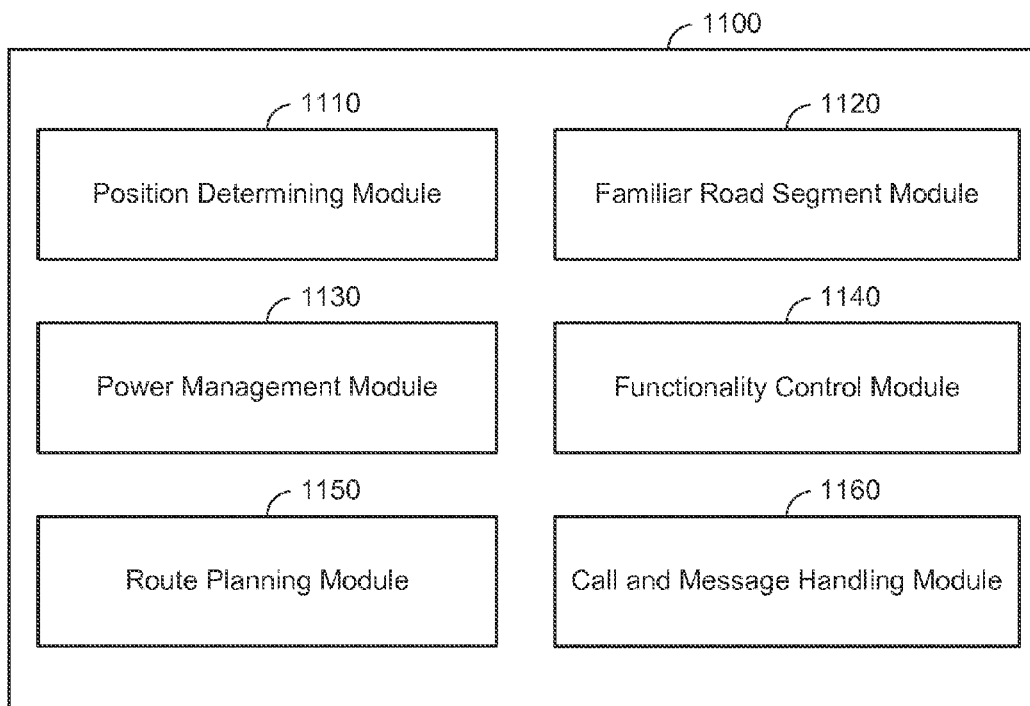 1100
1110
1120
Position Determining Module
Familiar Road Segment Module
1130
1140
Power Management Module
Functionality Control Module
1150
1160
Route Planning Module
Call and Message Handling Module